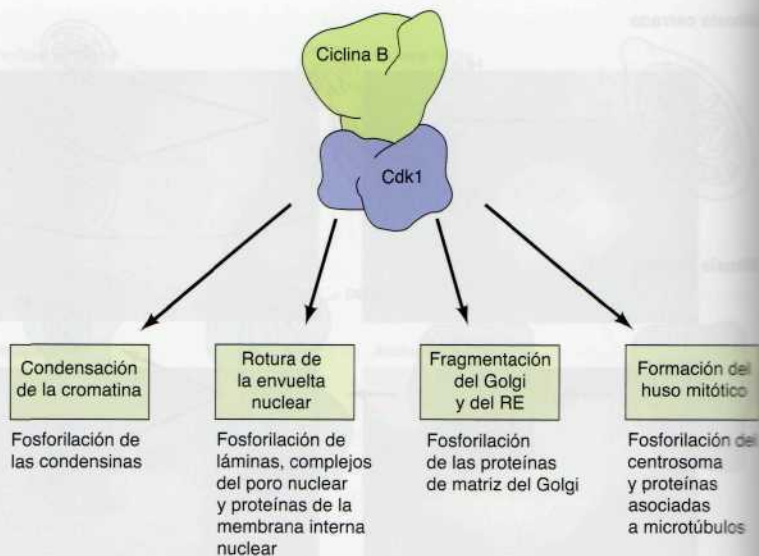 Ciclina B
Cdk1
Condensación
de la cromatina
Rotura de
la envuelta
nuclear
Fragmentación
del Golgi
y del RE
Formación del
huso mitótico
Fosforilación de
las condensinas
Fosforilación de
láminas, complejos
del poro nuclear
y proteínas de la
membrana interna
nuclear
Fosforilación
de las proteínas
de matriz del Golgi
Fosforilación del
centrosoma
y proteínas
asociadas
a microtúbulos